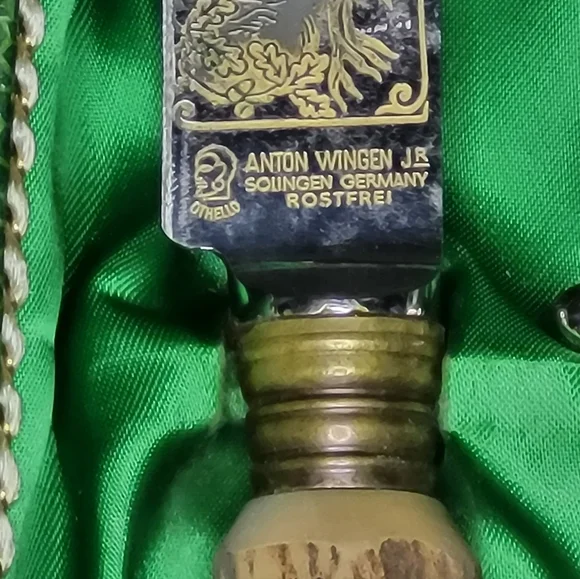 ANTON WINGEN JR
SOLINGEN GERMANY
ROSTFREI
OTHELLO